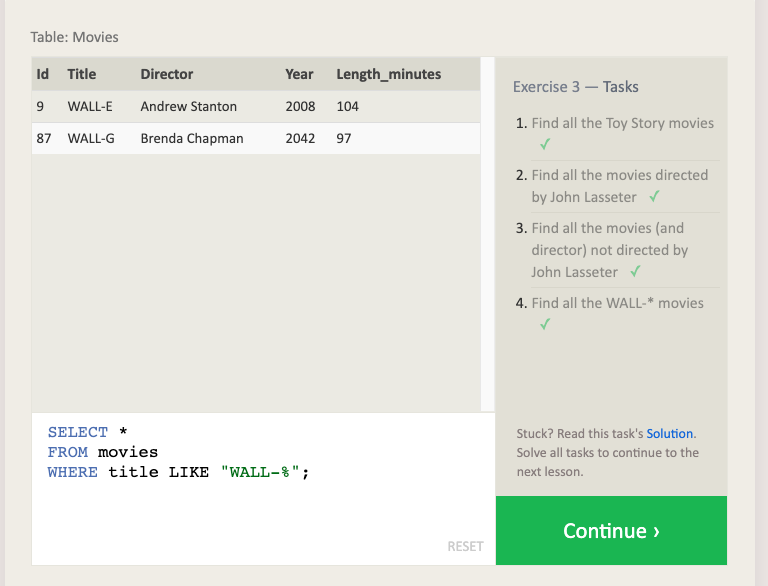 Table: Movies
Id Title Director Year Length_minutes
9 WALL-E Andrew Stanton 2008 104
87 WALL-G Brenda Chapman 2042 97
SELECT *
FROM movies
WHERE title LIKE "WALL-%";
RESET
Exercise 3 — Tasks
1. Find all the Toy Story movies
✓
2. Find all the movies directed
by John Lasseter ✓
3. Find all the movies (and
director) not directed by
John Lasseter ✓
4. Find all the WALL-* movies
✓
Stuck? Read this task's Solution.
Solve all tasks to continue to the
next lesson.
Continue ›